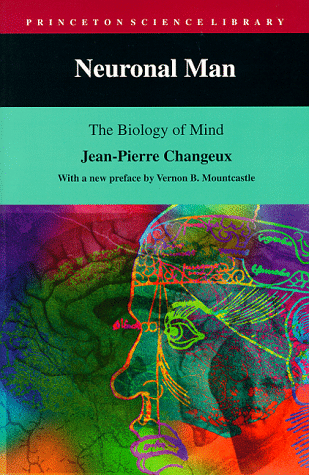 PRINCETON SCIENCE LIBRARY
Neuronal Man
The Biology of Mind
Jean-Pierre Changeux
With a new preface by Vernon B. Mountcastle